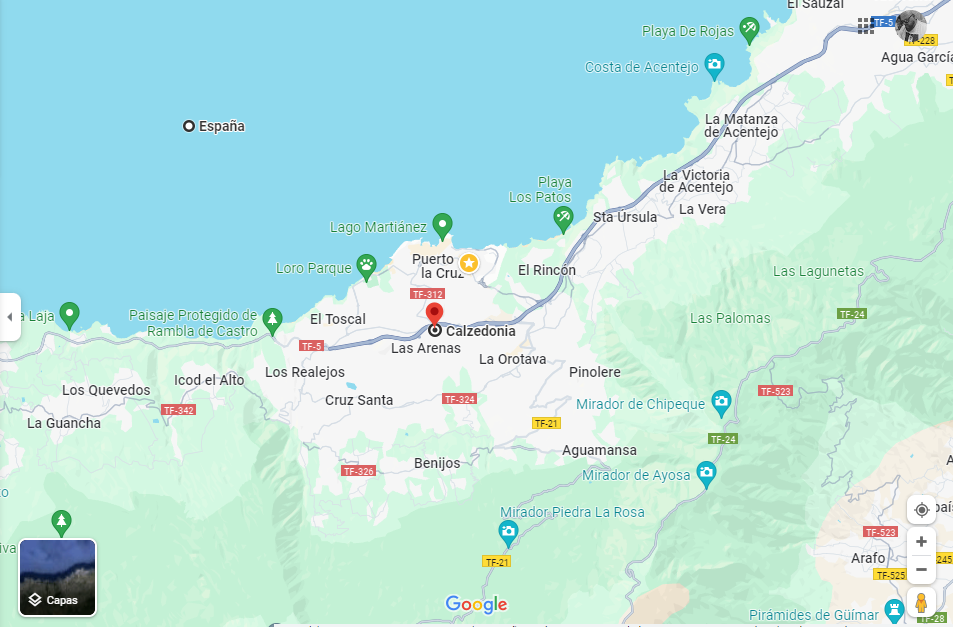 El Sauzal
Playa De Rojas
TF-5
TF-228
Agua García
Costa de Acentejo
España
La Matanza
de Acentejo
La Victoria
de Acentejo
Playa
Los Patos
La Vera
Sta Úrsula
Lago Martiánez
Puerto
la Cruz
Loro Parque
El Rincón
Las Lagunetas
TF-312
a Laja
Paisaje Protegido de
Rambla de Castro
El Toscal
Calzedonia
Las Palomas
TF-24
TF-5
Las Arenas
La Orotava
Los Realejos
Pinolere
Icod el Alto
Los Quevedos
Cruz Santa
TF-324
TF-523
TF-342
Mirador de Chipeque
La Guancha
TF-21
TF-24
Aguamansa
Benijos
TF-326
Mirador de Ayosa
Mirador Piedra La Rosa
TF-523
TF-21
Arafo
245
TF-525
Capas
Google
Pirámides de Güímar
TF-28